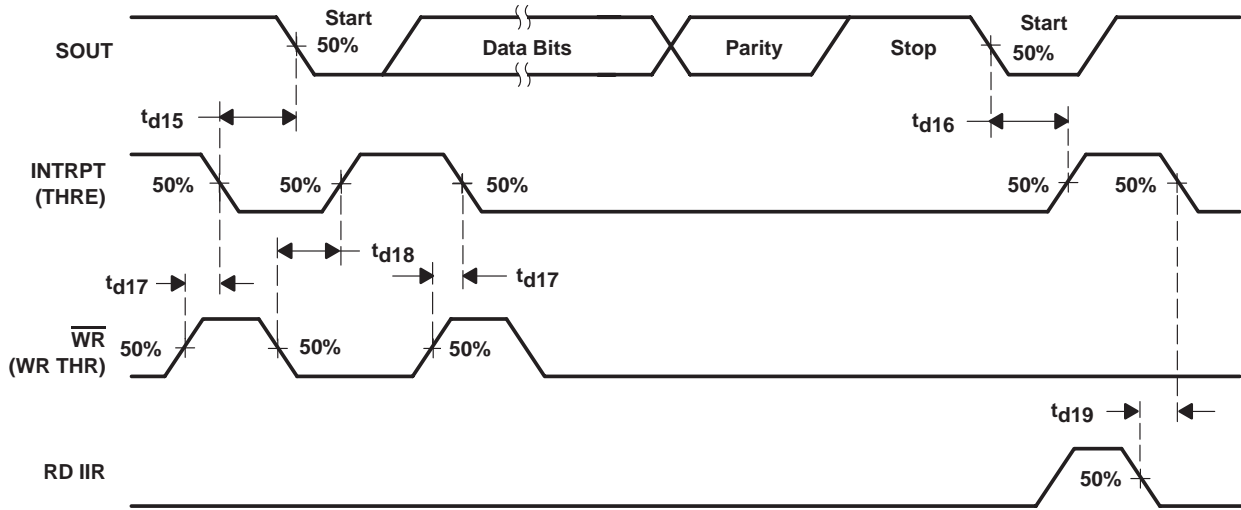 Start
Start
SOUT
50%
Data Bits
Parity
Stop
50%
td15
td16
INTRPT
(THRE)
50%
50%
50%
50%
50%
td18
td17
td17
WR
(WR THR)
50%
50%
50%
td19
RD IIR
50%